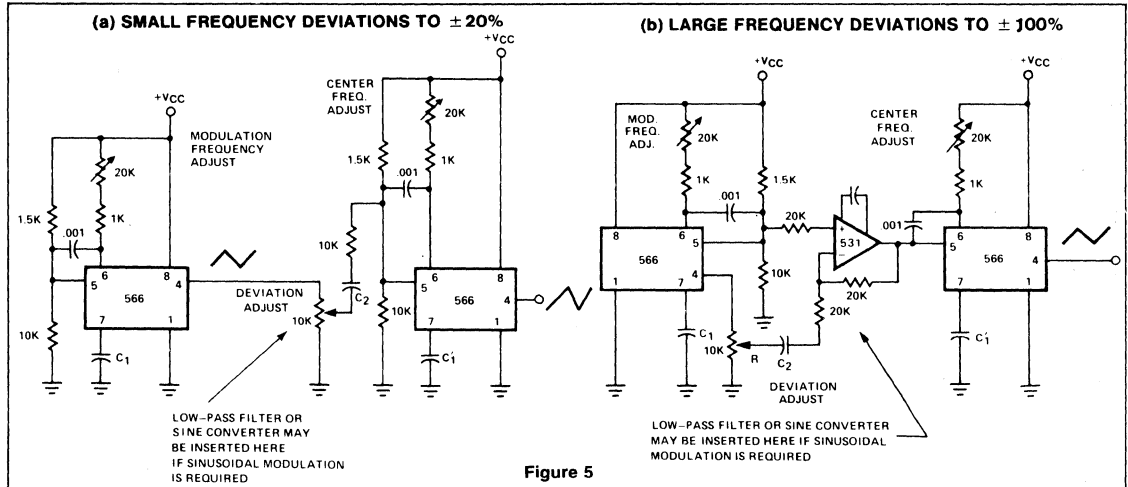 (a) SMALL FREQUENCY DEVIATIONS TO ±20%
+VCC
MODULATION
FREQUENCY
ADJUST
20K
1.5K
1K
.001
6
8
5
4
566
7
1
10K
C1
DEVIATION
ADJUST
10K
LOW–PASS FILTER OR
SINE CONVERTER MAY
BE INSERTED HERE
IF SINUSOIDAL MODULATION
IS REQUIRED
+VCC
CENTER
FREQ.
ADJUST
20K
1.5K
1K
.001
10K
C2
10K
6
8
5
566
4
7
1
C1'
(b) LARGE FREQUENCY DEVIATIONS TO ±100%
+VCC
MOD.
FREQ.
ADJ.
20K
1K
1.5K
.001
8
6
5
566
4
1
7
20K
+
531
–
10K
20K
20K
C1
10K
R
C2
DEVIATION
ADJUST
LOW–PASS FILTER OR SINE CONVERTER
MAY BE INSERTED HERE IF SINUSOIDAL
MODULATION IS REQUIRED
+VCC
CENTER
FREQ.
ADJUST
20K
1K
.001
6
8
5
4
566
7
1
C1'
Figure 5